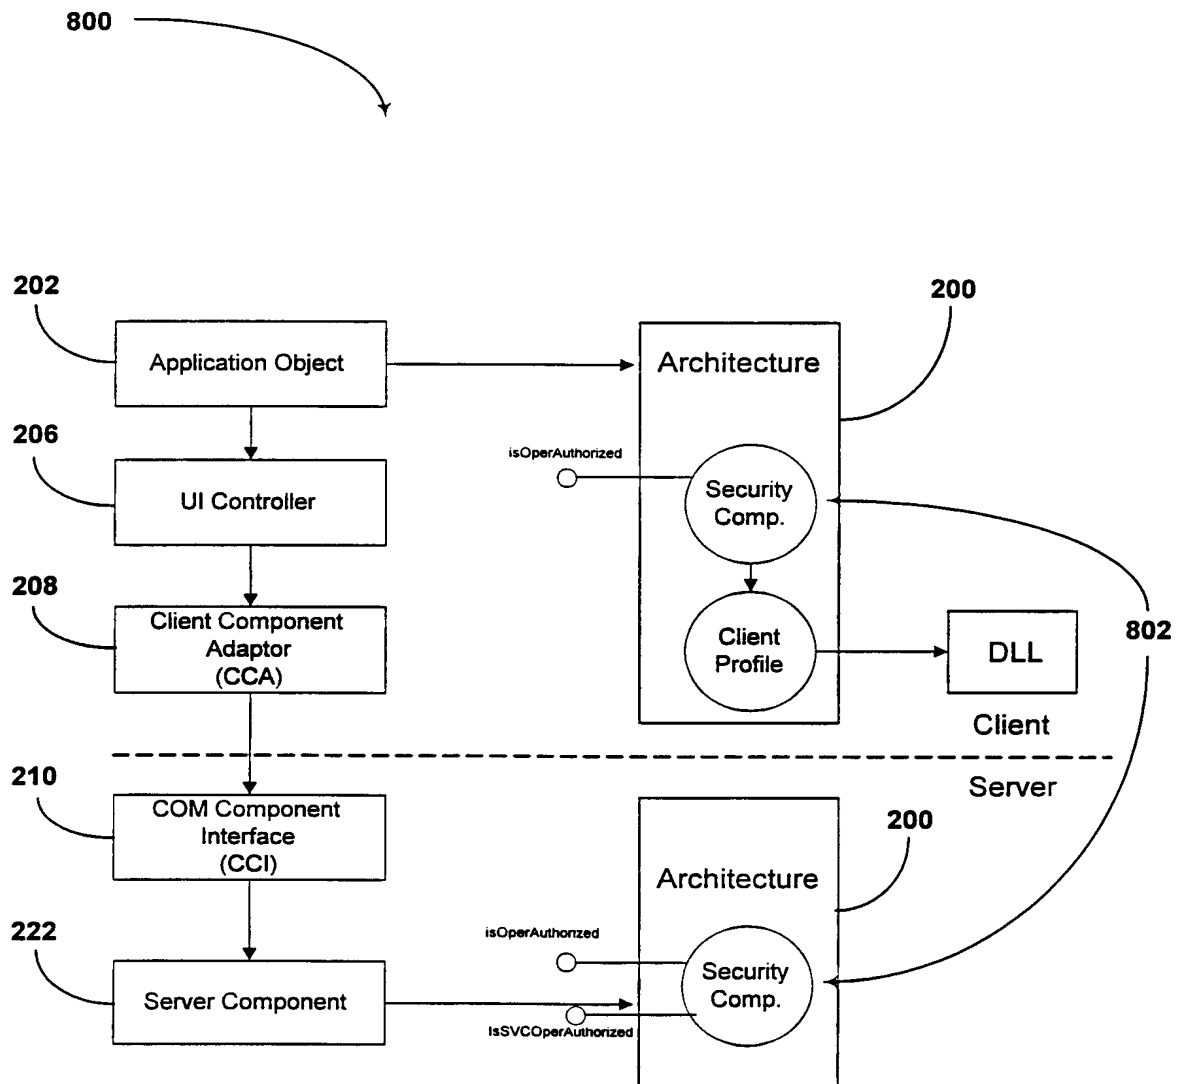 800
202
Application Object
200
Architecture
206
UI Controller
isOperAuthorized
Security
Comp.
208
Client Component
Adaptor
(CCA)
Client
Profile
DLL
802
Client
Server
210
COM Component
Interface
(CCI)
200
Architecture
222
Server Component
isOperAuthorized
Security
Comp.
IsSVCOperAuthorized